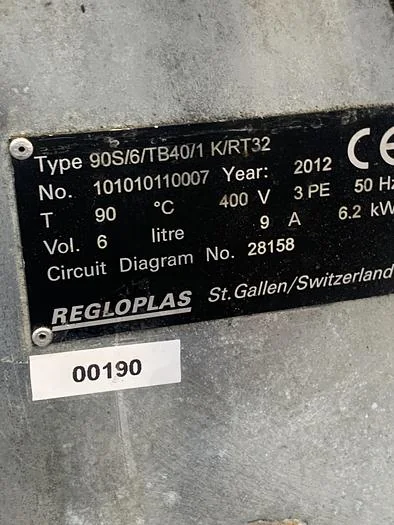 Type 90S/6/TB40/1 K/RT32
No. 101010110007 Year: 2012 CE
T 90 °C 400 V 3 PE 50 Hz
Vol. 6 litre 9 A 6.2 kW
Circuit Diagram No. 28158
REGLOPLAS St. Gallen/Switzerland
00190